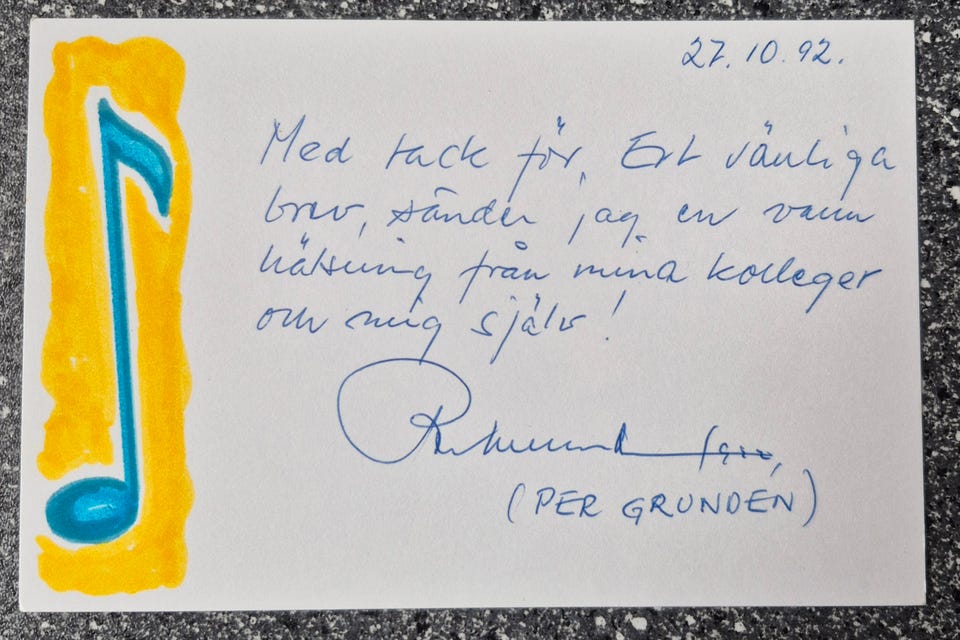 27.10.92.
Med tack för, Ert vänliga
brev, sänder jag en varm
hälsning från mina kolleger
och mig själv!
(PER GRUNDEN)